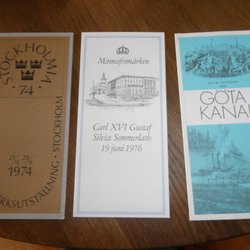 STOCKHOLMIA
74
1974
STOCKHOLM
Minnesfrimärken
Carl XVI Gustaf
Silvia Sommerlath
19 juni 1976
GÖTA
KANAL